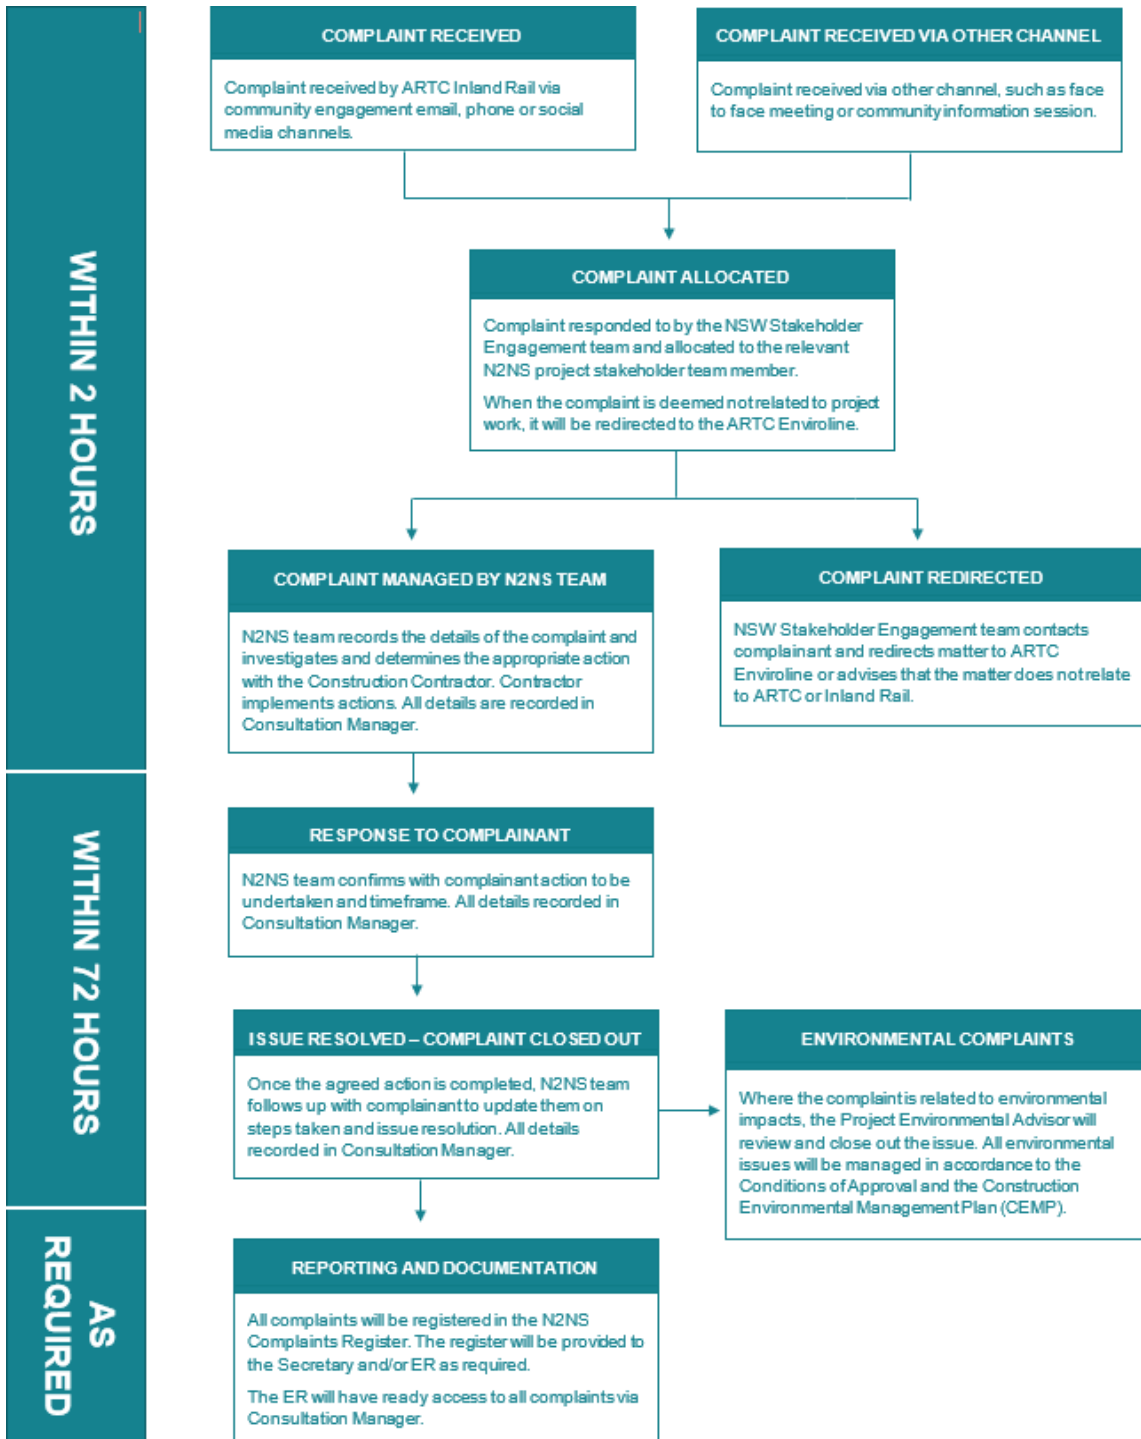 WITHIN 2 HOURS
COMPLAINT RECEIVED
Complaint received by ARTC Inland Rail via
community engagement email, phone or social
media channels.
COMPLAINT RECEIVED VIA OTHER CHANNEL
Complaint received via other channel, such as face
to face meeting or community information session.
COMPLAINT ALLOCATED
Complaint responded to by the NSW Stakeholder
Engagement team and allocated to the relevant
N2NS project stakeholder team member.
When the complaint is deemed not related to project
work, it will be redirected to the ARTC Enviroline.
COMPLAINT MANAGED BY N2NS TEAM
N2NS team records the details of the complaint and
investigates and determines the appropriate action
with the Construction Contractor. Contractor
implements actions. All details are recorded in
Consultation Manager.
COMPLAINT REDIRECTED
NSW Stakeholder Engagement team contacts
complainant and redirects matter to ARTC
Enviroline or advises that the matter does not relate
to ARTC or Inland Rail.
WITHIN 72 HOURS
RESPONSE TO COMPLAINANT
N2NS team confirms with complainant action to be
undertaken and timeframe. All details recorded in
Consultation Manager.
ISSUE RESOLVED – COMPLAINT CLOSED OUT
Once the agreed action is completed, N2NS team
follows up with complainant to update them on
steps taken and issue resolution. All details
recorded in Consultation Manager.
ENVIRONMENTAL COMPLAINTS
Where the complaint is related to environmental
impacts, the Project Environmental Advisor will
review and close out the issue. All environmental
issues will be managed in accordance to the
Conditions of Approval and the Construction
Environmental Management Plan (CEMP).
AS
REQUIRED
REPORTING AND DOCUMENTATION
All complaints will be registered in the N2NS
Complaints Register. The register will be provided to
the Secretary and/or ER as required.
The ER will have ready access to all complaints via
Consultation Manager.